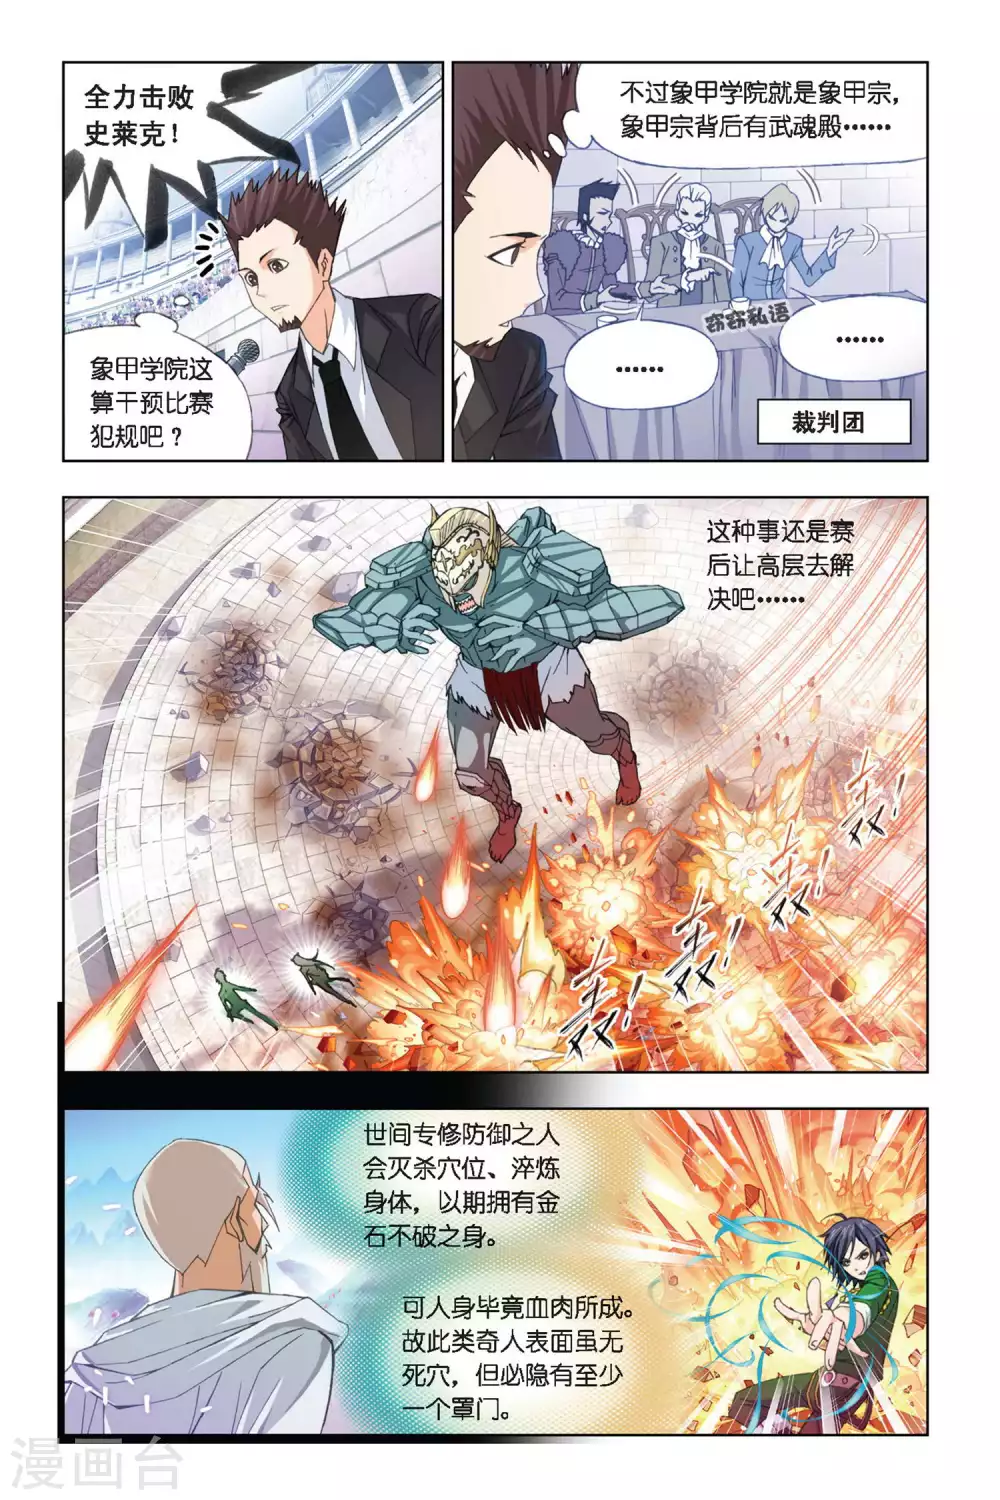 全力击败
史莱克！
象甲学院这
算干预比赛
犯规吧？
不过象甲学院就是象甲宗，
象甲宗背后有武魂殿……
窃窃私语
……
……
裁判团
这种事还是赛
后让高层去解
决吧……
轰！
轰！
轰！
轰！
世间专修防御之人
会灭杀穴位、淬炼
身体，以期拥有金
石不破之身。
可人身毕竟血肉所成。
故此类奇人表面虽无
死穴，但必隐有至少
一个罩门。
漫画台